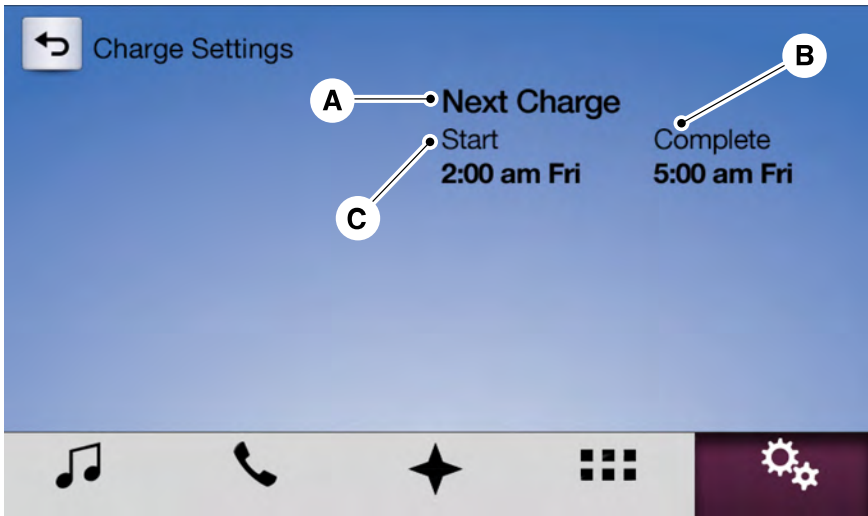 Charge Settings
B
A
Next Charge
Start
Complete
2:00 am Fri
5:00 am Fri
C